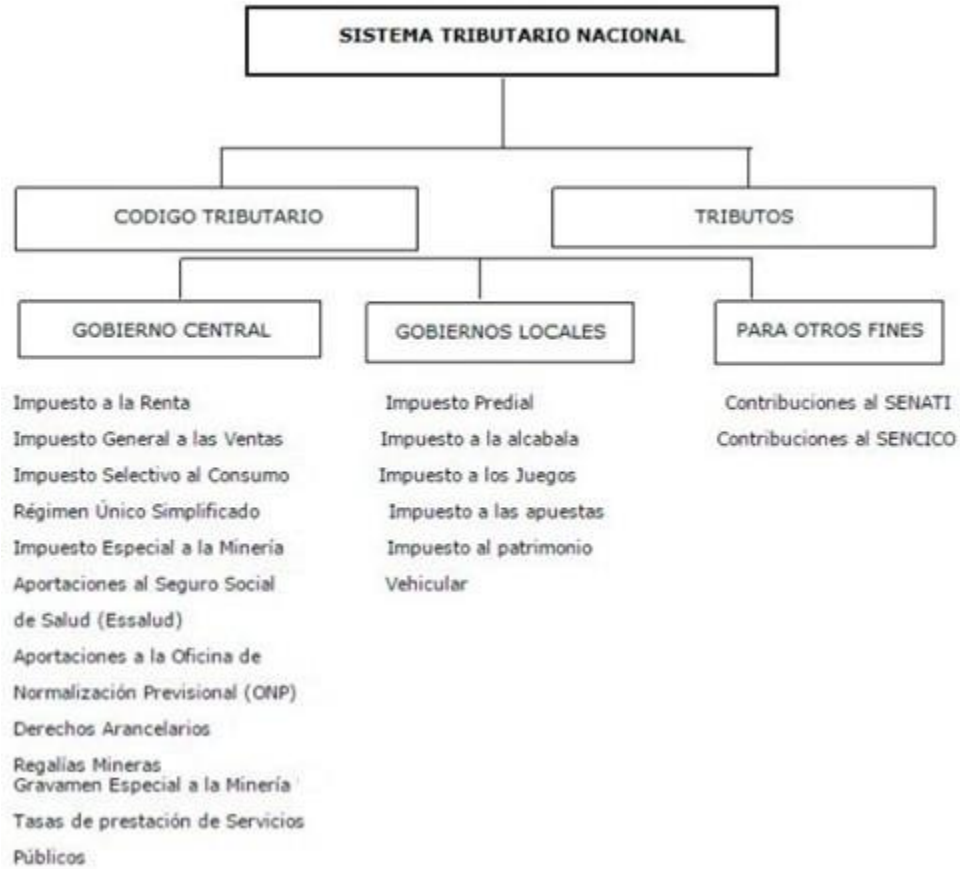 SISTEMA TRIBUTARIO NACIONAL
CODIGO TRIBUTARIO
TRIBUTOS
GOBIERNO CENTRAL
GOBIERNOS LOCALES
PARA OTROS FINES
Impuesto a la Renta
Impuesto General a las Ventas
Impuesto Selectivo al Consumo
Régimen Único Simplificado
Impuesto Especial a la Minería
Aportaciones al Seguro Social
de Salud (Essalud)
Aportaciones a la Oficina de
Normalización Previsional (ONP)
Derechos Arancelarios
Regalías Mineras
Gravamen Especial a la Minería
Tasas de prestación de Servicios
Públicos
Impuesto Predial
Impuesto a la alcabala
Impuesto a los Juegos
Impuesto a las apuestas
Impuesto al patrimonio
Vehicular
Contribuciones al SENATI
Contribuciones al SENCICO